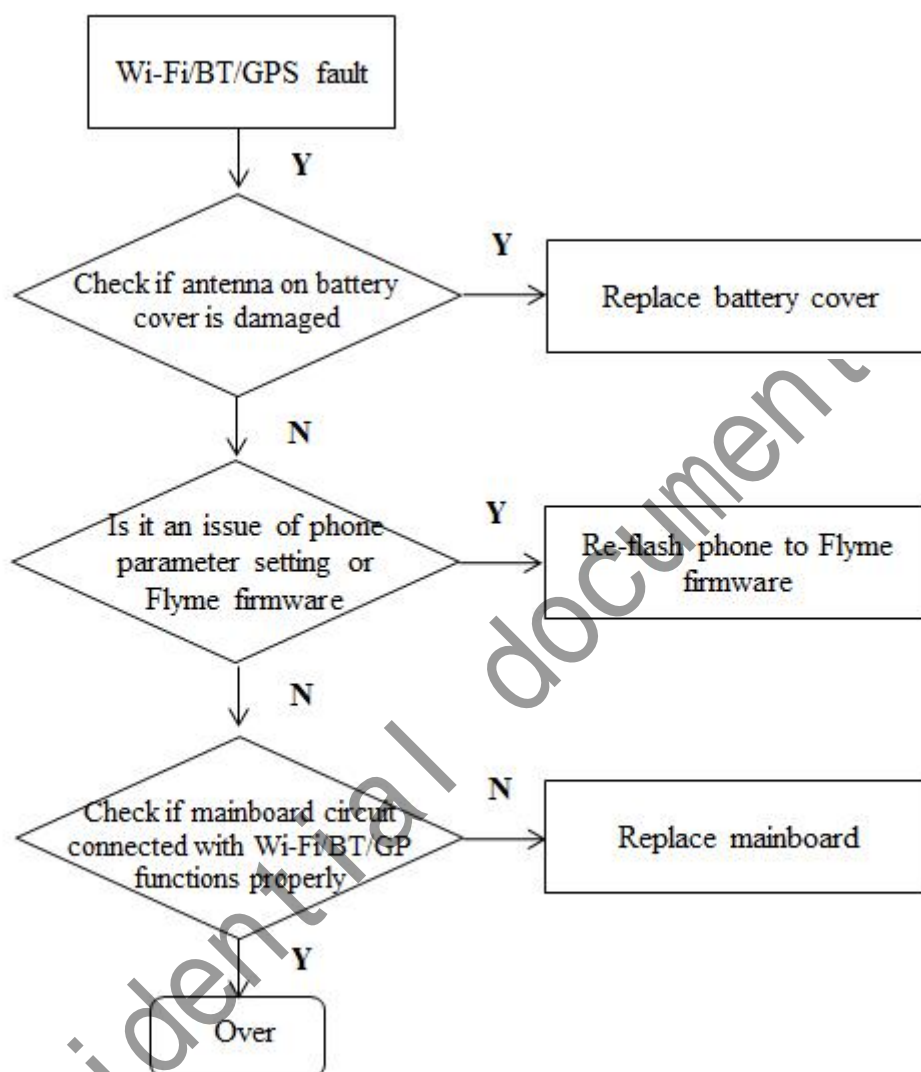 Wi-Fi/BT/GPS fault
Y
Check if antenna on battery
cover is damaged
Y
Replace battery cover
N
Is it an issue of phone
parameter setting or
Flyme firmware
Y
Re-flash phone to Flyme
firmware
N
Check if mainboard circuit
connected with Wi-Fi/BT/GP
functions properly
N
Replace mainboard
Y
Over
idential document